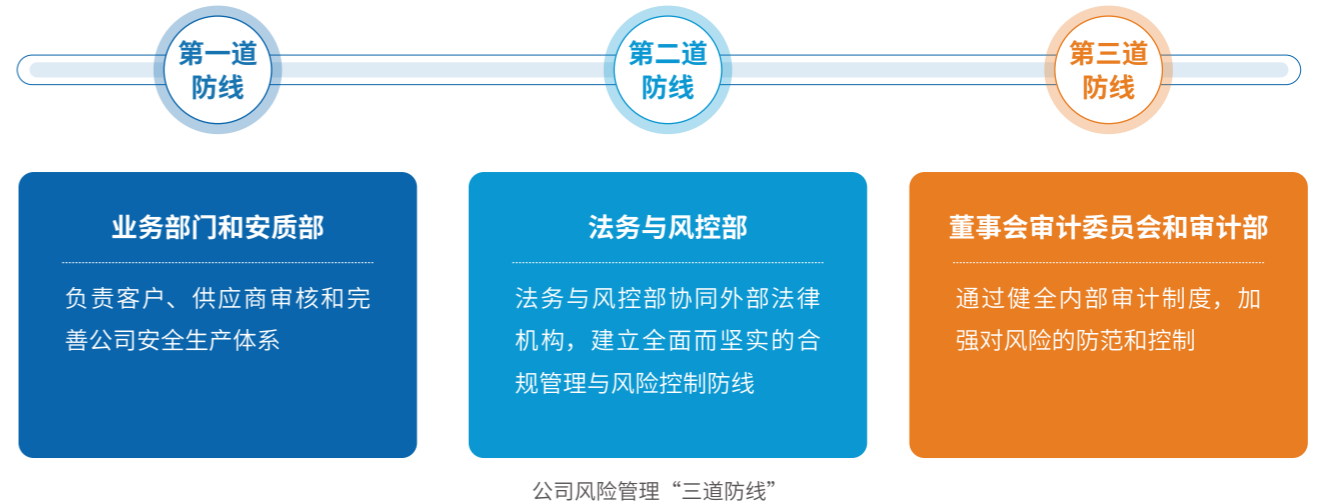 第一道
防线
第二道
防线
第三道
防线
业务部门和安质部
负责客户、供应商审核和完
善公司安全生产体系
法务与风控部
法务与风控部协同外部法律
机构，建立全面而坚实的合
规管理与风险控制防线
董事会审计委员会和审计部
通过健全内部审计制度，加
强对风险的防范和控制
公司风险管理“三道防线”